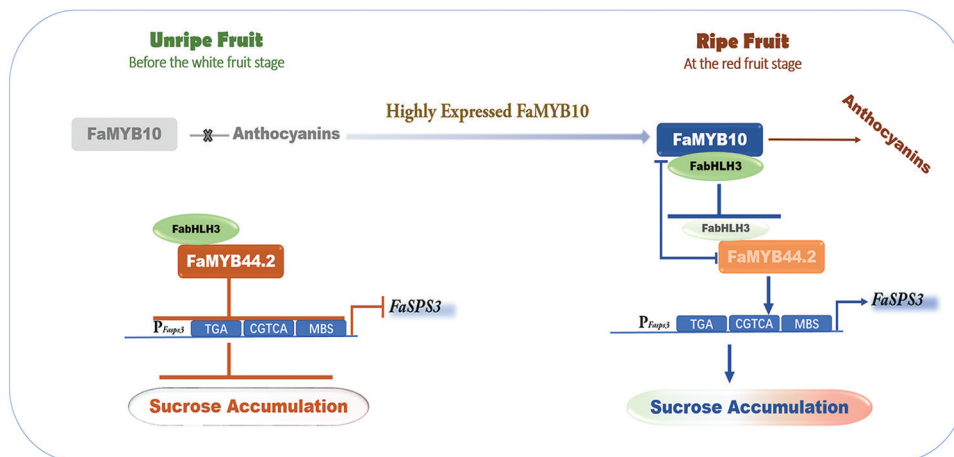 Unripe Fruit
Before the white fruit stage
Ripe Fruit
At the red fruit stage
Highly Expressed FaMYB10
FaMYB10
Anthocyanins
FaMYB10
Anthocyanins
FabHLH3
FabHLH3
FabHLH3
FaMYB44.2
FaMYB44.2
FaSPS3
FaSPS3
PFasps3 TGA CGTCA MBS
PFasps3 TGA CGTCA MBS
Sucrose Accumulation
Sucrose Accumulation